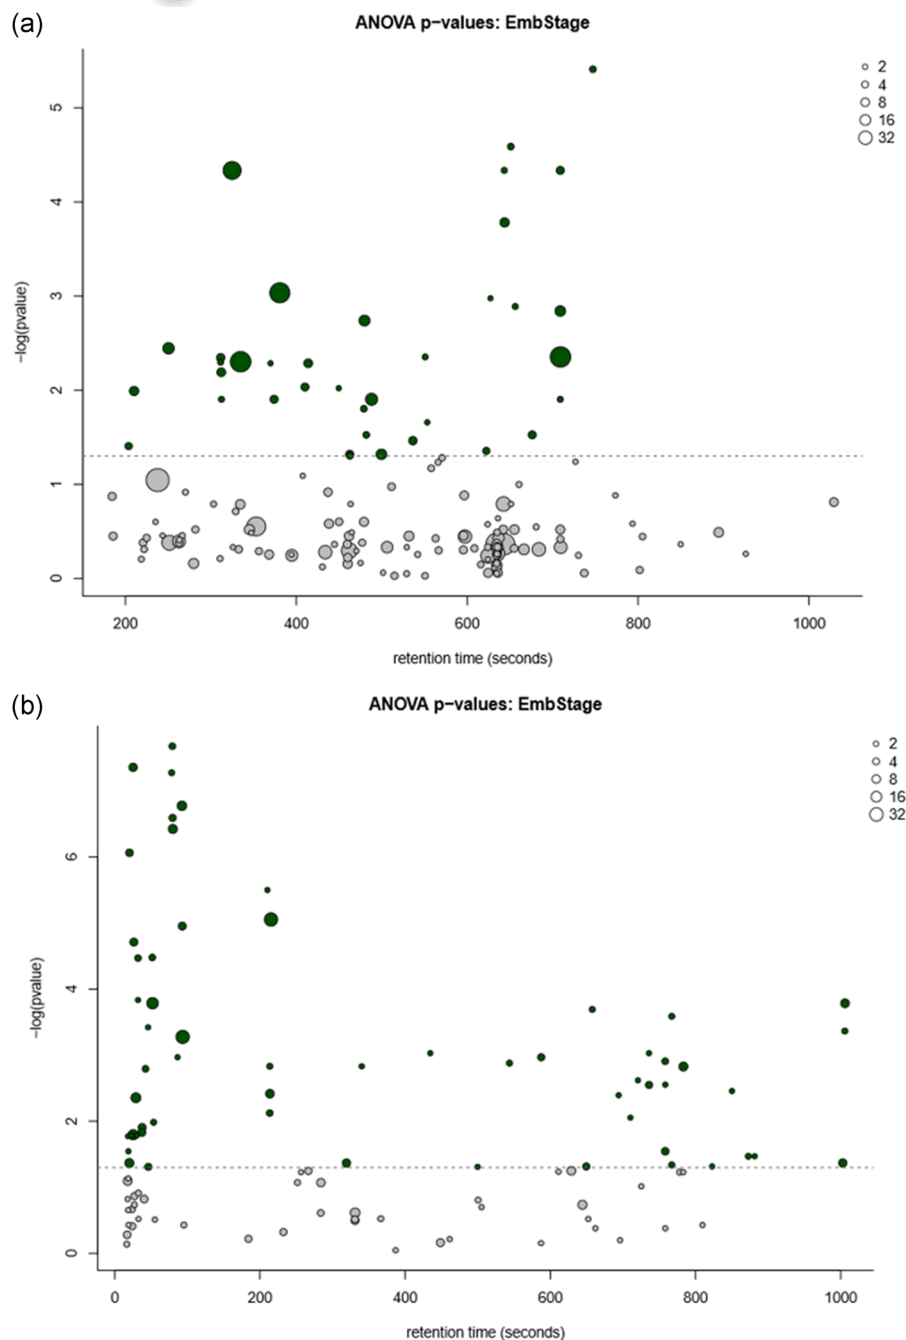 (a)
ANOVA p−values: EmbStage
2
4
8
16
32
−log(pvalue)
5
4
3
2
1
0
200 400 600 800 1000
retention time (seconds)
(b)
ANOVA p−values: EmbStage
2
4
8
16
32
−log(pvalue)
6
4
2
0
0 200 400 600 800 1000
retention time (seconds)